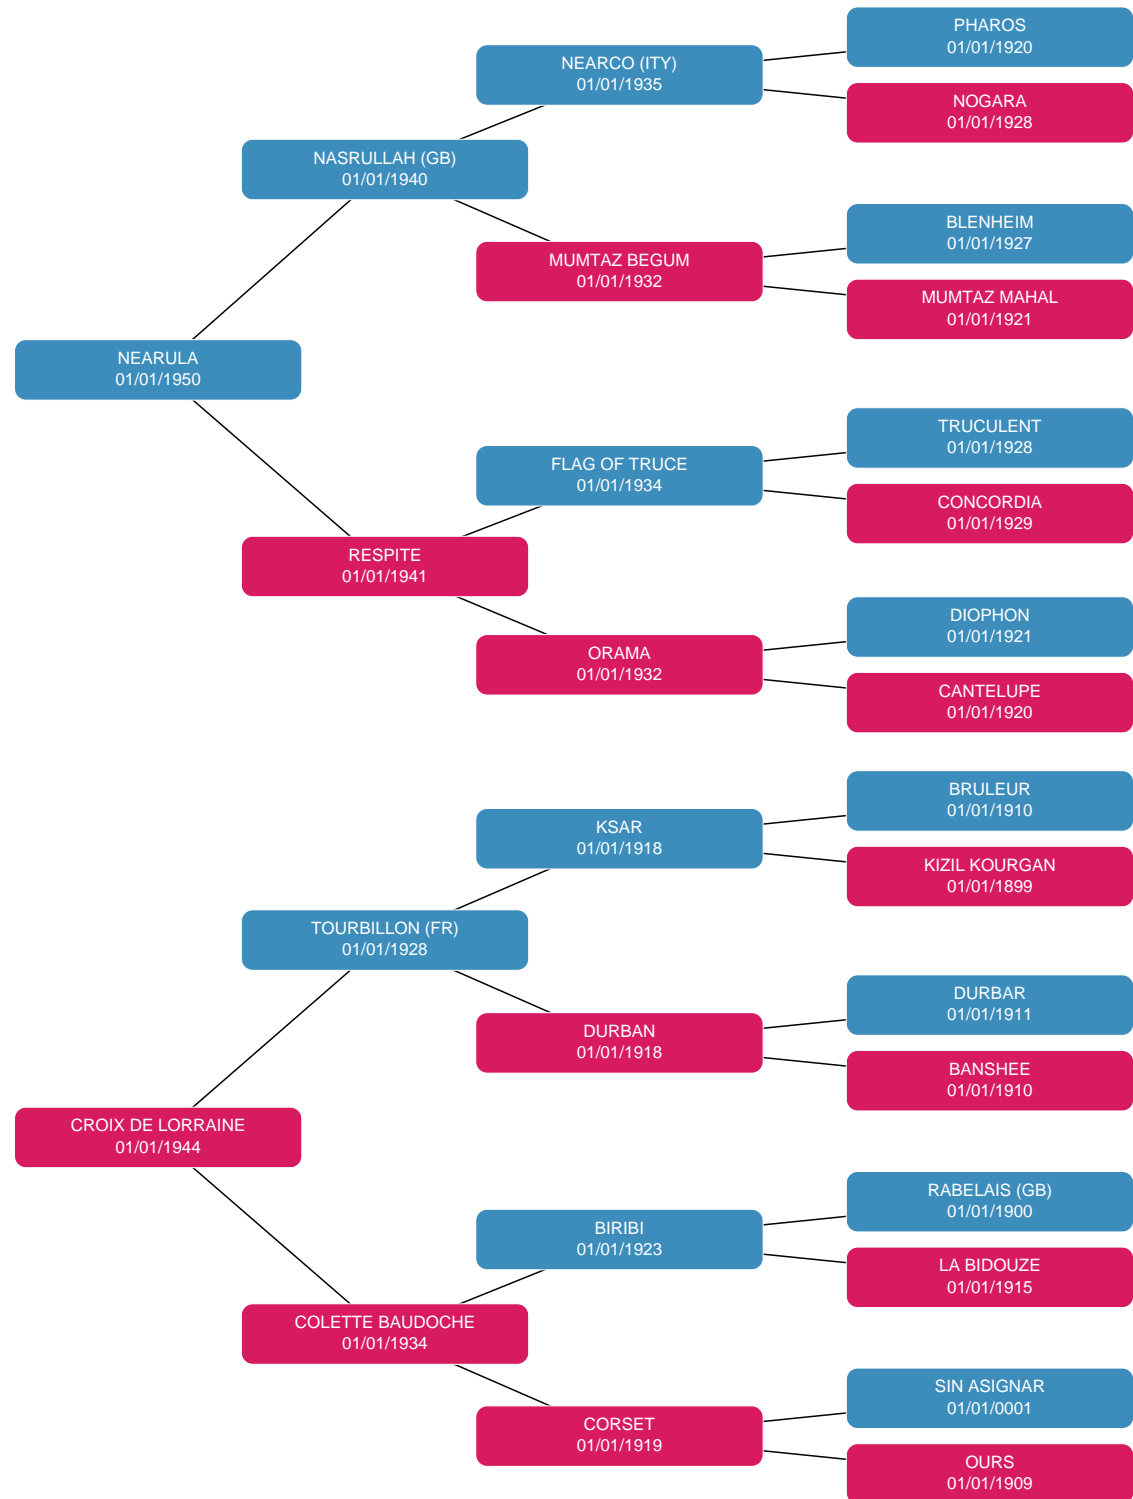 PHAROS
01/01/1920
NEARCO (ITY)
01/01/1935
NOGARA
01/01/1928
NASRULLAH (GB)
01/01/1940
BLENHEIM
01/01/1927
MUMTAZ BEGUM
01/01/1932
MUMTAZ MAHAL
01/01/1921
NEARULA
01/01/1950
TRUCULENT
01/01/1928
FLAG OF TRUCE
01/01/1934
CONCORDIA
01/01/1929
RESPITE
01/01/1941
DIOPHON
01/01/1921
ORAMA
01/01/1932
CANTELUPE
01/01/1920
BRULEUR
01/01/1910
KSAR
01/01/1918
KIZIL KOURGAN
01/01/1899
TOURBILLON (FR)
01/01/1928
DURBAR
01/01/1911
DURBAN
01/01/1918
BANSHEE
01/01/1910
CROIX DE LORRAINE
01/01/1944
RABELAIS (GB)
01/01/1900
BIRIBI
01/01/1923
LA BIDOUZE
01/01/1915
COLETTE BAUDOCHE
01/01/1934
SIN ASIGNAR
01/01/0001
CORSET
01/01/1919
OURS
01/01/1909